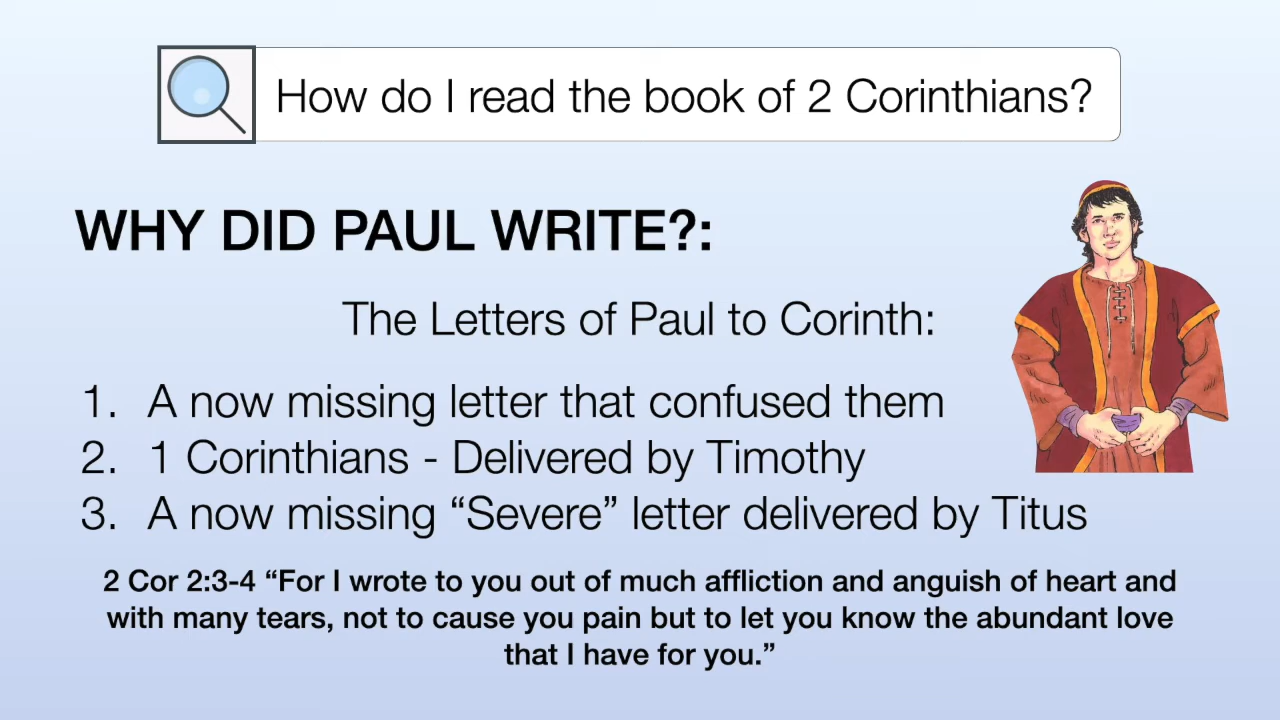 How do I read the book of 2 Corinthians?
WHY DID PAUL WRITE?:
The Letters of Paul to Corinth:
1. A now missing letter that confused them
2. 1 Corinthians - Delivered by Timothy
3. A now missing “Severe” letter delivered by Titus
2 Cor 2:3-4 “For I wrote to you out of much affliction and anguish of heart and
with many tears, not to cause you pain but to let you know the abundant love
that I have for you.”